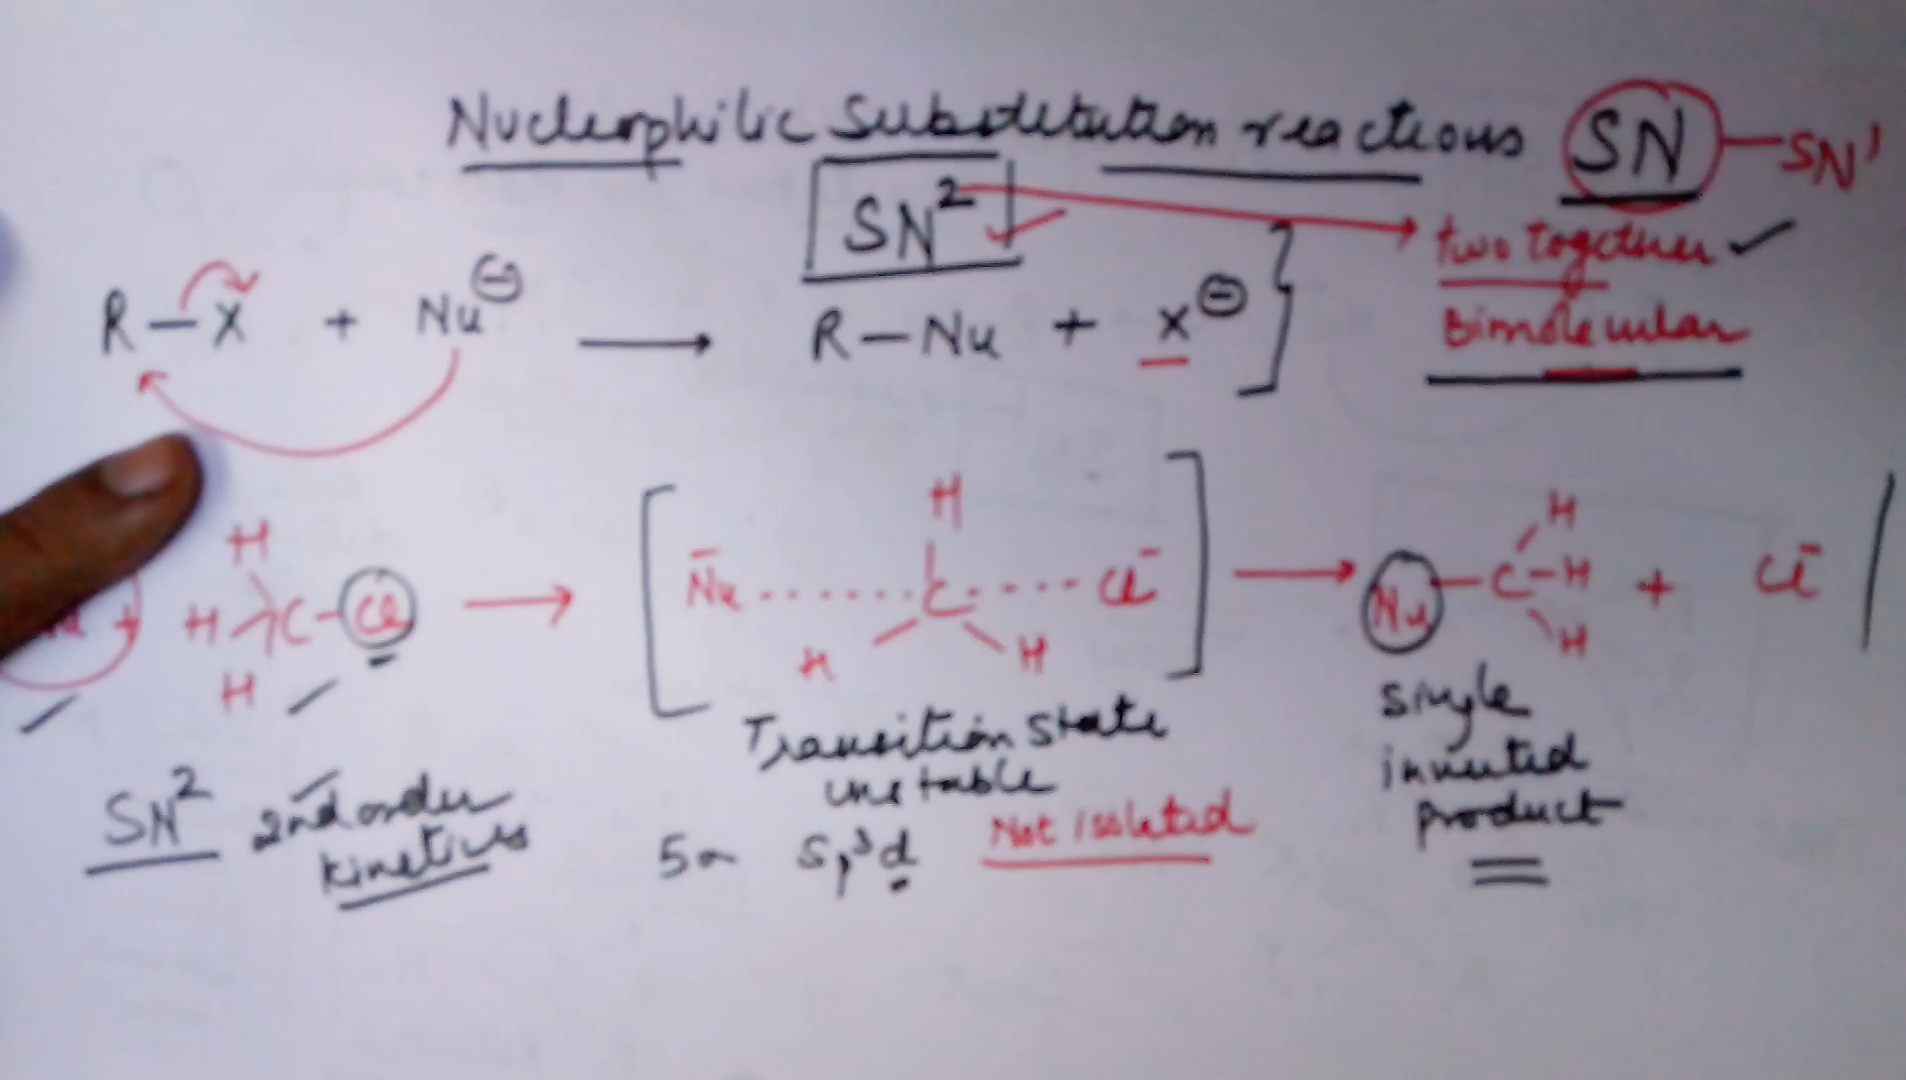 Nucleophilic Substitution reactions SN — SN¹
SN² → two together ✓
Bimolecular
R—X + Nu⊖ → R—Nu + X⊖
H
H C—Cl
H
+
→
[ N̄u ...... C ...... Cl⁻ ]
H
H H
→ Nu—C—H + Cl⁻
H
H
Transition state
unstable
Not isolated
single
inverted
product
SN² 2nd order
kinetics
sp³d